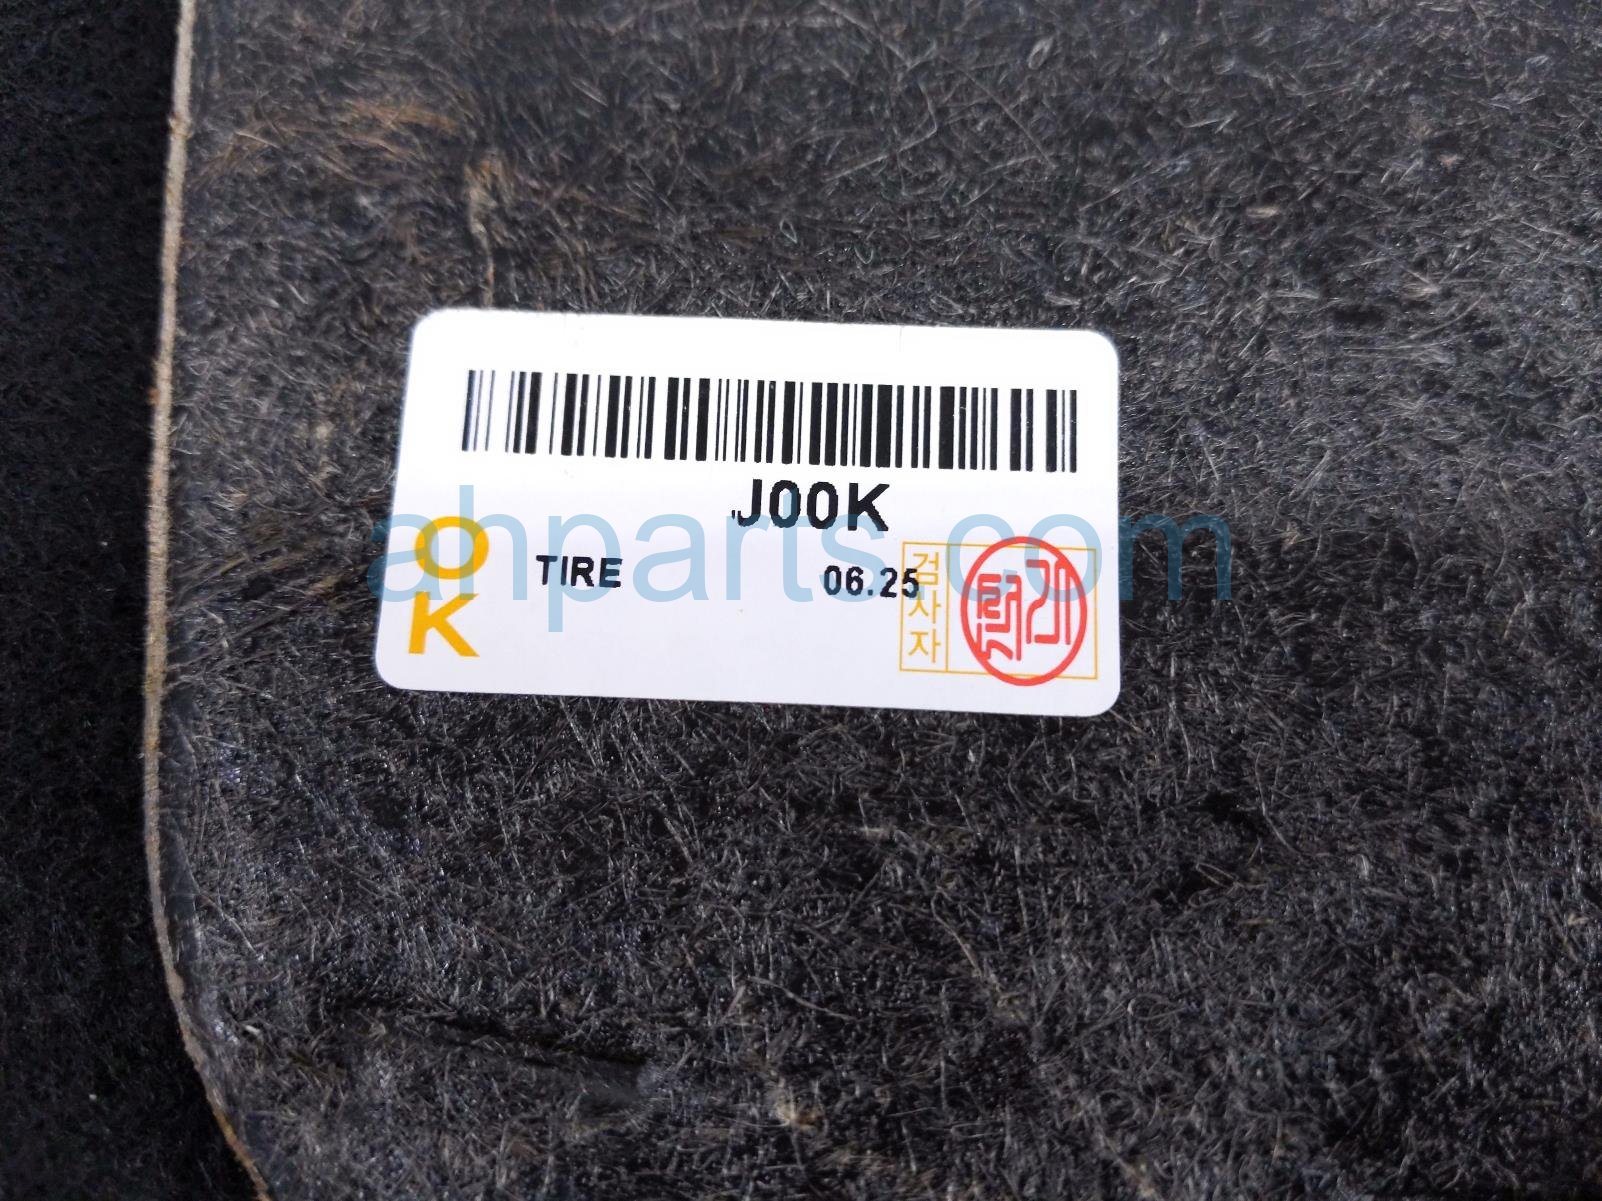 J00K
OK
TIRE
06.25
검사자
ahparts.com